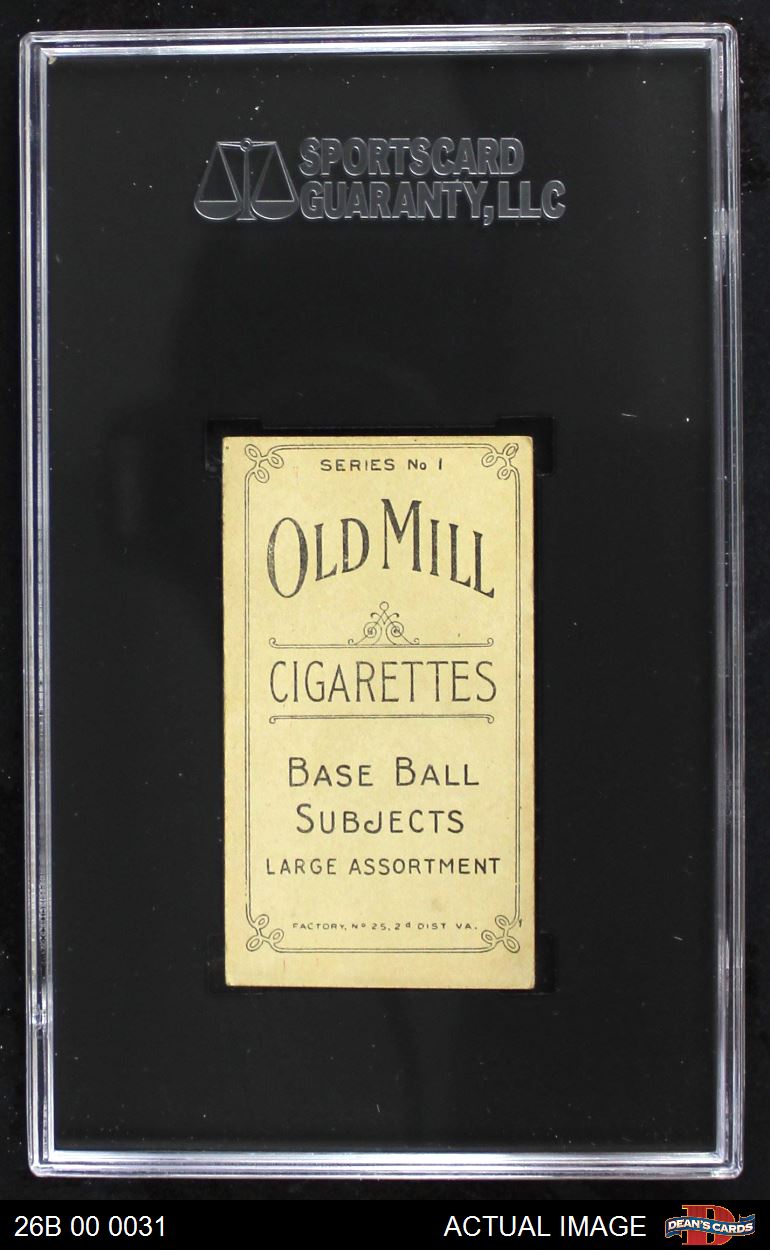 SPORTSCARD
GUARANTY, LLC
SERIES No 1
OLD MILL
CIGARETTES
BASE BALL
SUBJECTS
LARGE ASSORTMENT
FACTORY, No 25, 2d DIST VA.
26B 00 0031
ACTUAL IMAGE
DEAN'S CARDS